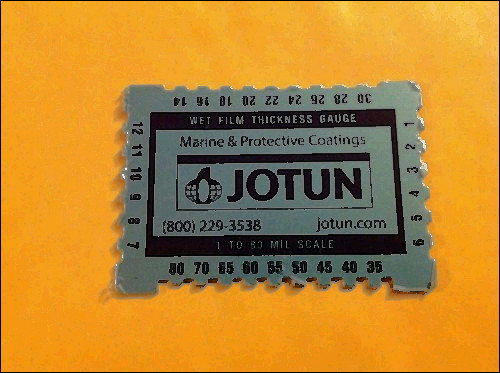 14 16 18 20 22 24 26 28 30
WET FILM THICKNESS GAUGE
Marine & Protective Coatings
JOTUN
(800) 229-3538 jotun.com
1 TO 80 MIL SCALE
80 70 65 60 55 50 45 40 35
12 11 10 9 8 7
1 2 3 4 5 6